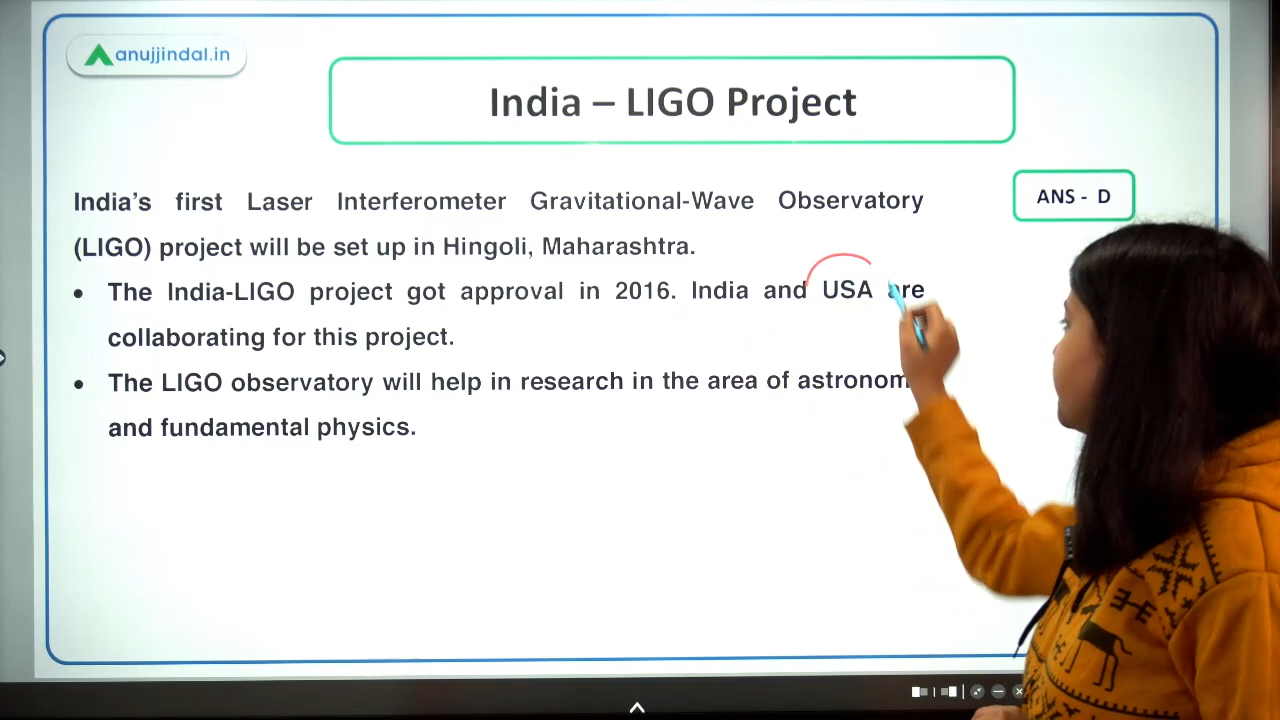 anujjindal.in
India – LIGO Project
India's first Laser Interferometer Gravitational-Wave Observatory
ANS - D
(LIGO) project will be set up in Hingoli, Maharashtra.
• The India-LIGO project got approval in 2016. India and USA are
collaborating for this project.
• The LIGO observatory will help in research in the area of astronom
and fundamental physics.